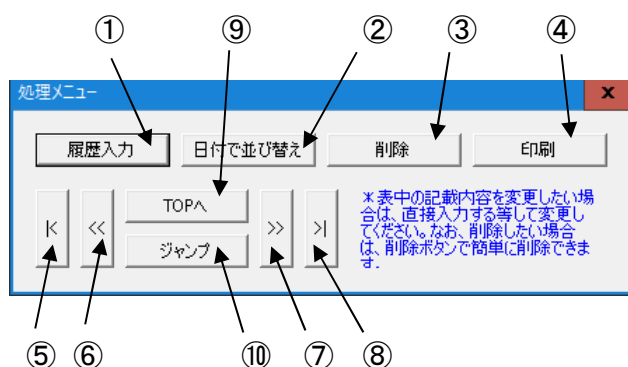 ① ⑨ ② ③ ④
処理メニュー x
履歴入力 日付で並び替え 削除 印刷
|< << TOPへ >> >|
ジャンプ
＊表中の記載内容を変更したい場
合は、直接入力する等して変更し
てください。なお、削除したい場合
は、削除ボタンで簡単に削除できま
す.
⑤ ⑥ ⑩ ⑦ ⑧